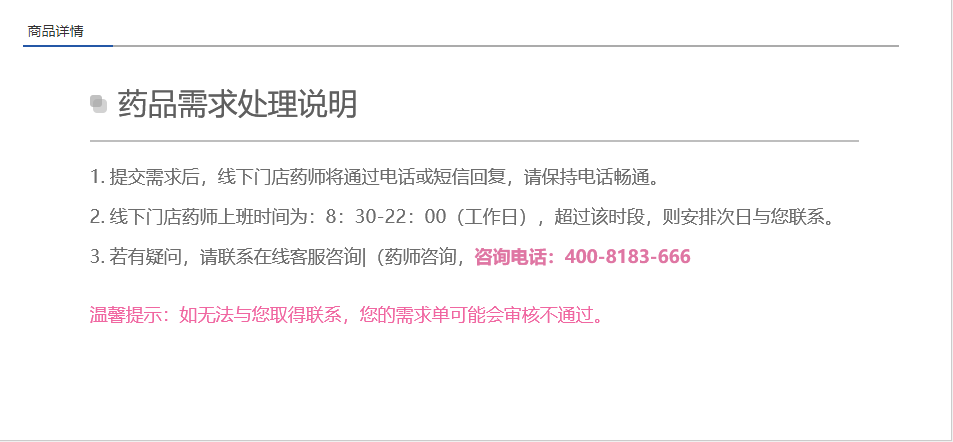 商品详情
药品需求处理说明
1. 提交需求后，线下门店药师将通过电话或短信回复，请保持电话畅通。
2. 线下门店药师上班时间为：8：30-22：00（工作日），超过该时段，则安排次日与您联系。
3. 若有疑问，请联系在线客服咨询|（药师咨询，咨询电话：400-8183-666
温馨提示：如无法与您取得联系，您的需求单可能会审核不通过。